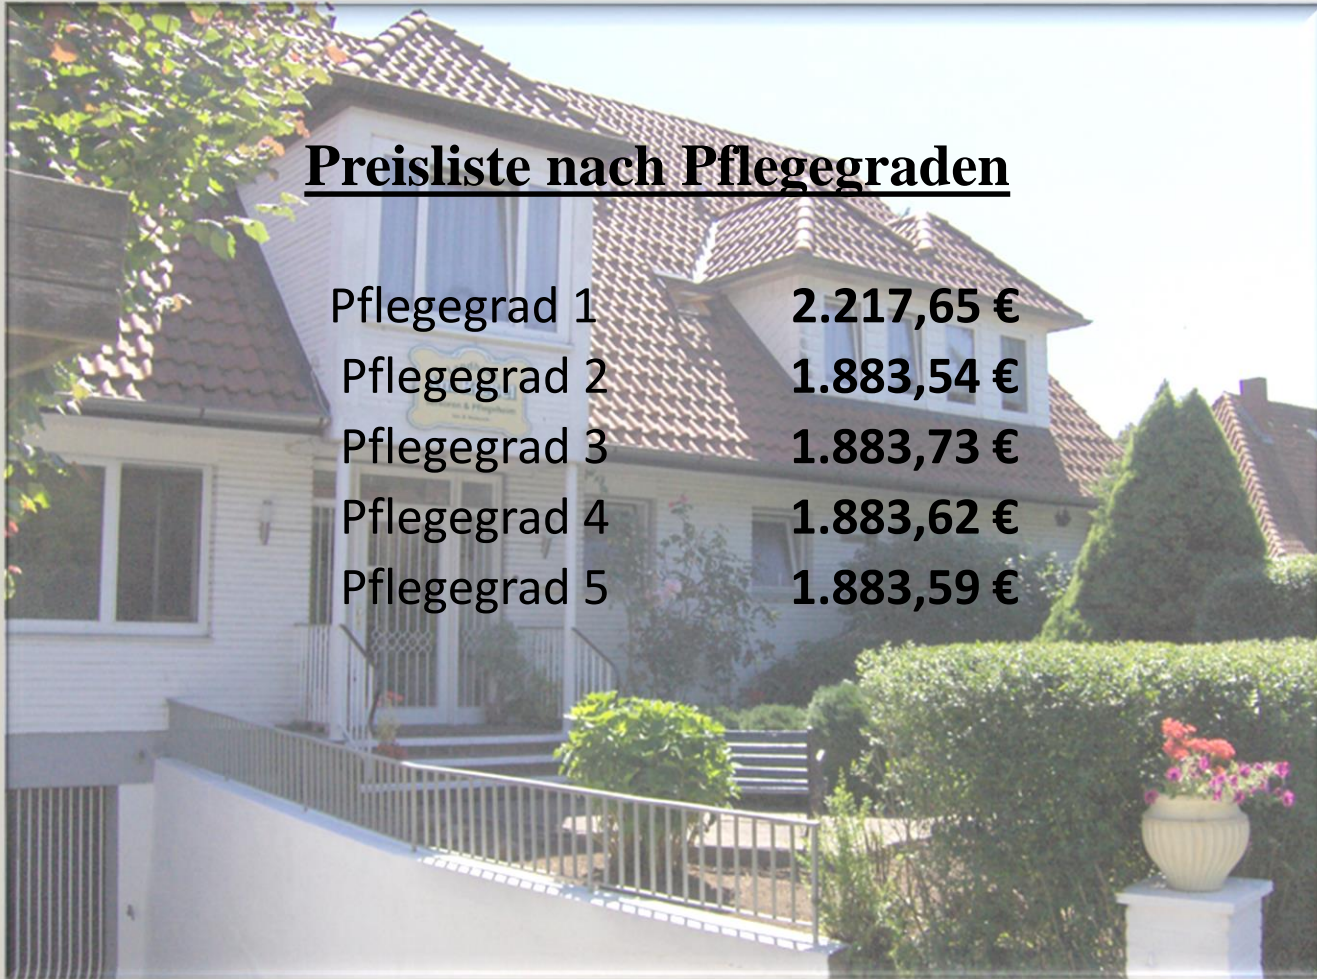 Preisliste nach Pflegegraden
Pflegegrad 1 2.217,65 €
Pflegegrad 2 1.883,54 €
Pflegegrad 3 1.883,73 €
Pflegegrad 4 1.883,62 €
Pflegegrad 5 1.883,59 €